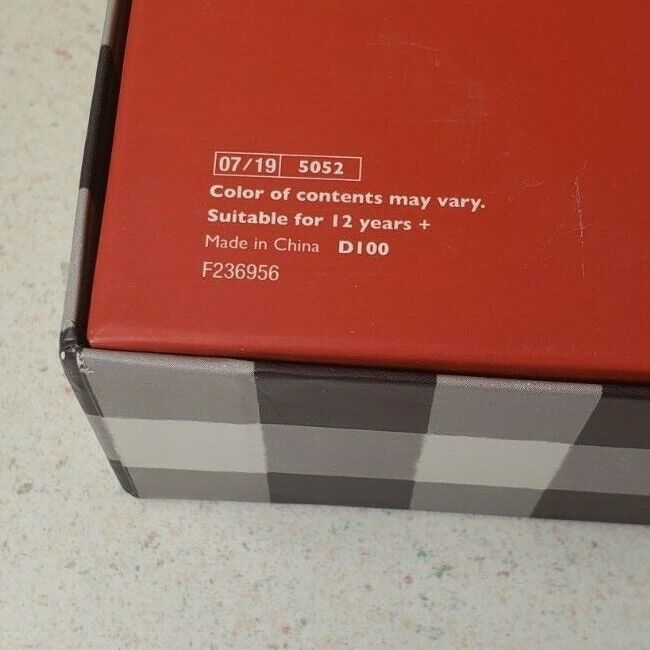 07/19 5052
Color of contents may vary.
Suitable for 12 years +
Made in China D100
F236956